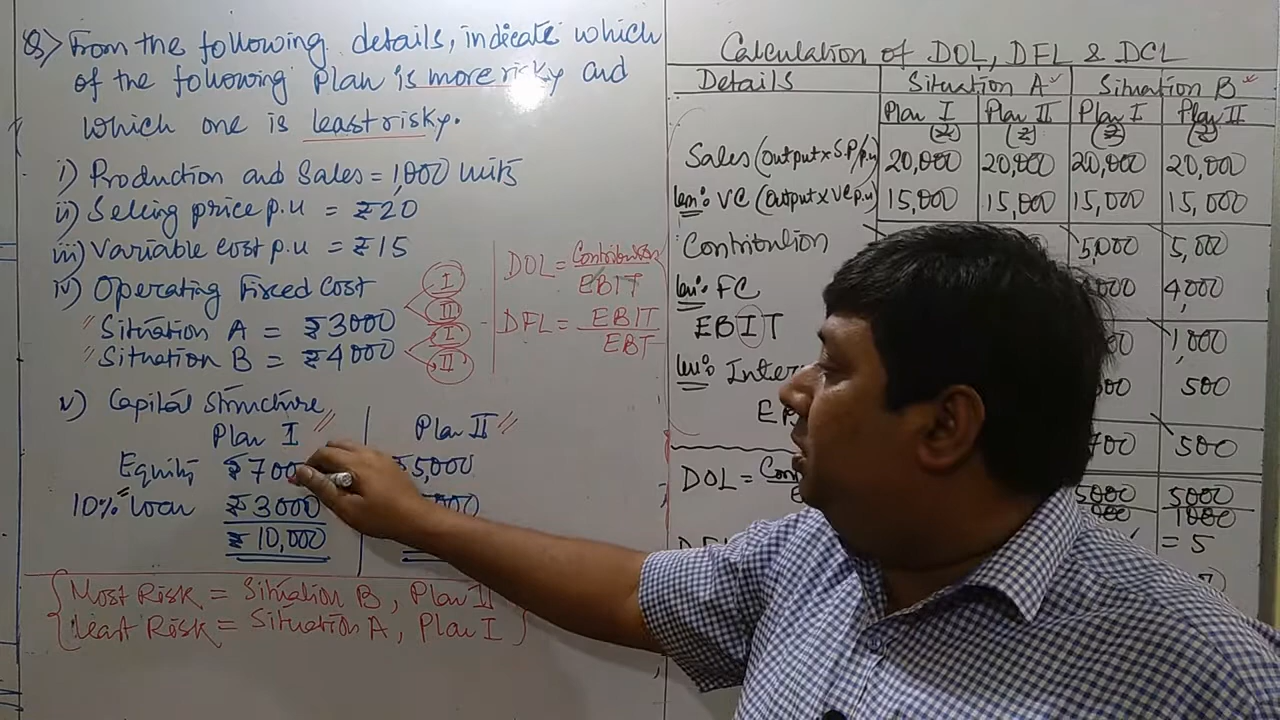 Q> From the following details, indicate which
of the following Plan is more risky and
which one is least risky.
i) Production and Sales = 1,000 units
ii) Selling price p.u = ₹20
iii) Variable cost p.u = ₹15
iv) Operating Fixed Cost
Situation A = ₹3000
Situation B = ₹4000
I
II
I
II
DOL = Contribution
EBIT
DFL = EBIT
EBT
v) Capital Structure
Plan I
Plan II
Equity ₹700 ₹5,000
10% Loan ₹3000
₹10,000
Most Risk = Situation B, Plan II
Least Risk = Situation A, Plan I
Calculation of DOL, DFL & DCL
Details Situation A Situation B
Plan I Plan II Plan I Plan II
(₹) (₹) (₹) (₹)
Sales (output x S.P/p.u) 20,000 20,000 20,000 20,000
Less: VC (output x VC p.u) 15,000 15,000 15,000 15,000
Contribution 5,000 5,000
Less: FC 4,000
EBIT 1,000
Less: 500
700 500
DOL =
5000 5000
1000
= 5